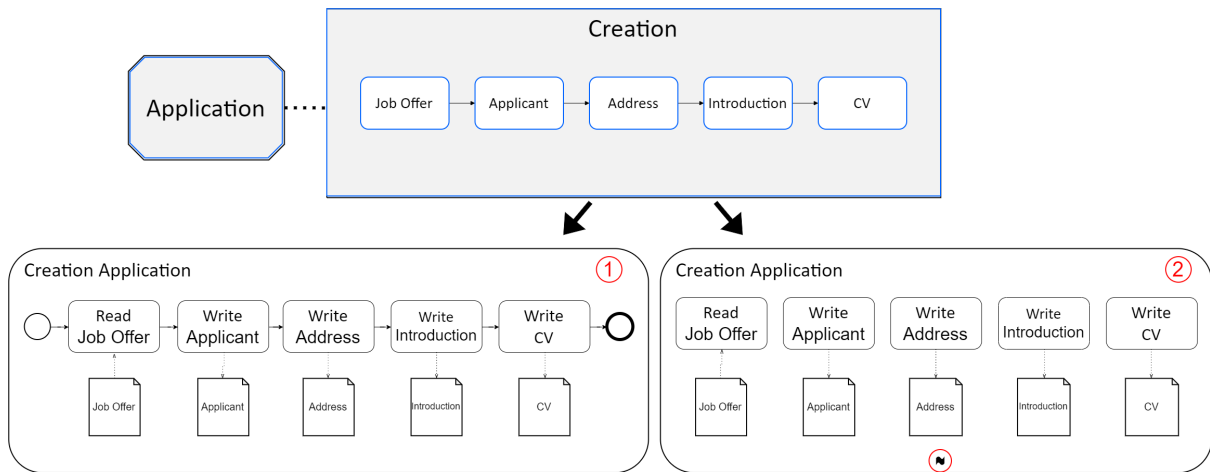 Creation
Application
Job Offer
Applicant
Address
Introduction
CV
Creation Application
1
Read
Job Offer
Write
Applicant
Write
Address
Write
Introduction
Write
CV
Job Offer
Applicant
Address
Introduction
CV
Creation Application
2
Read
Job Offer
Write
Applicant
Write
Address
Write
Introduction
Write
CV
Job Offer
Applicant
Address
Introduction
CV
~